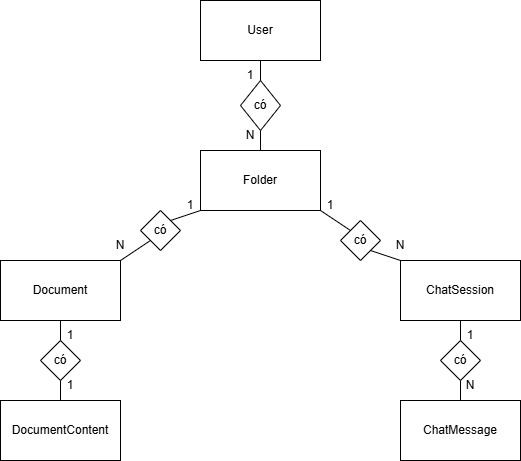 User
1
có
N
Folder
1
1
có
có
N
N
Document
ChatSession
1
1
có
có
1
N
DocumentContent
ChatMessage